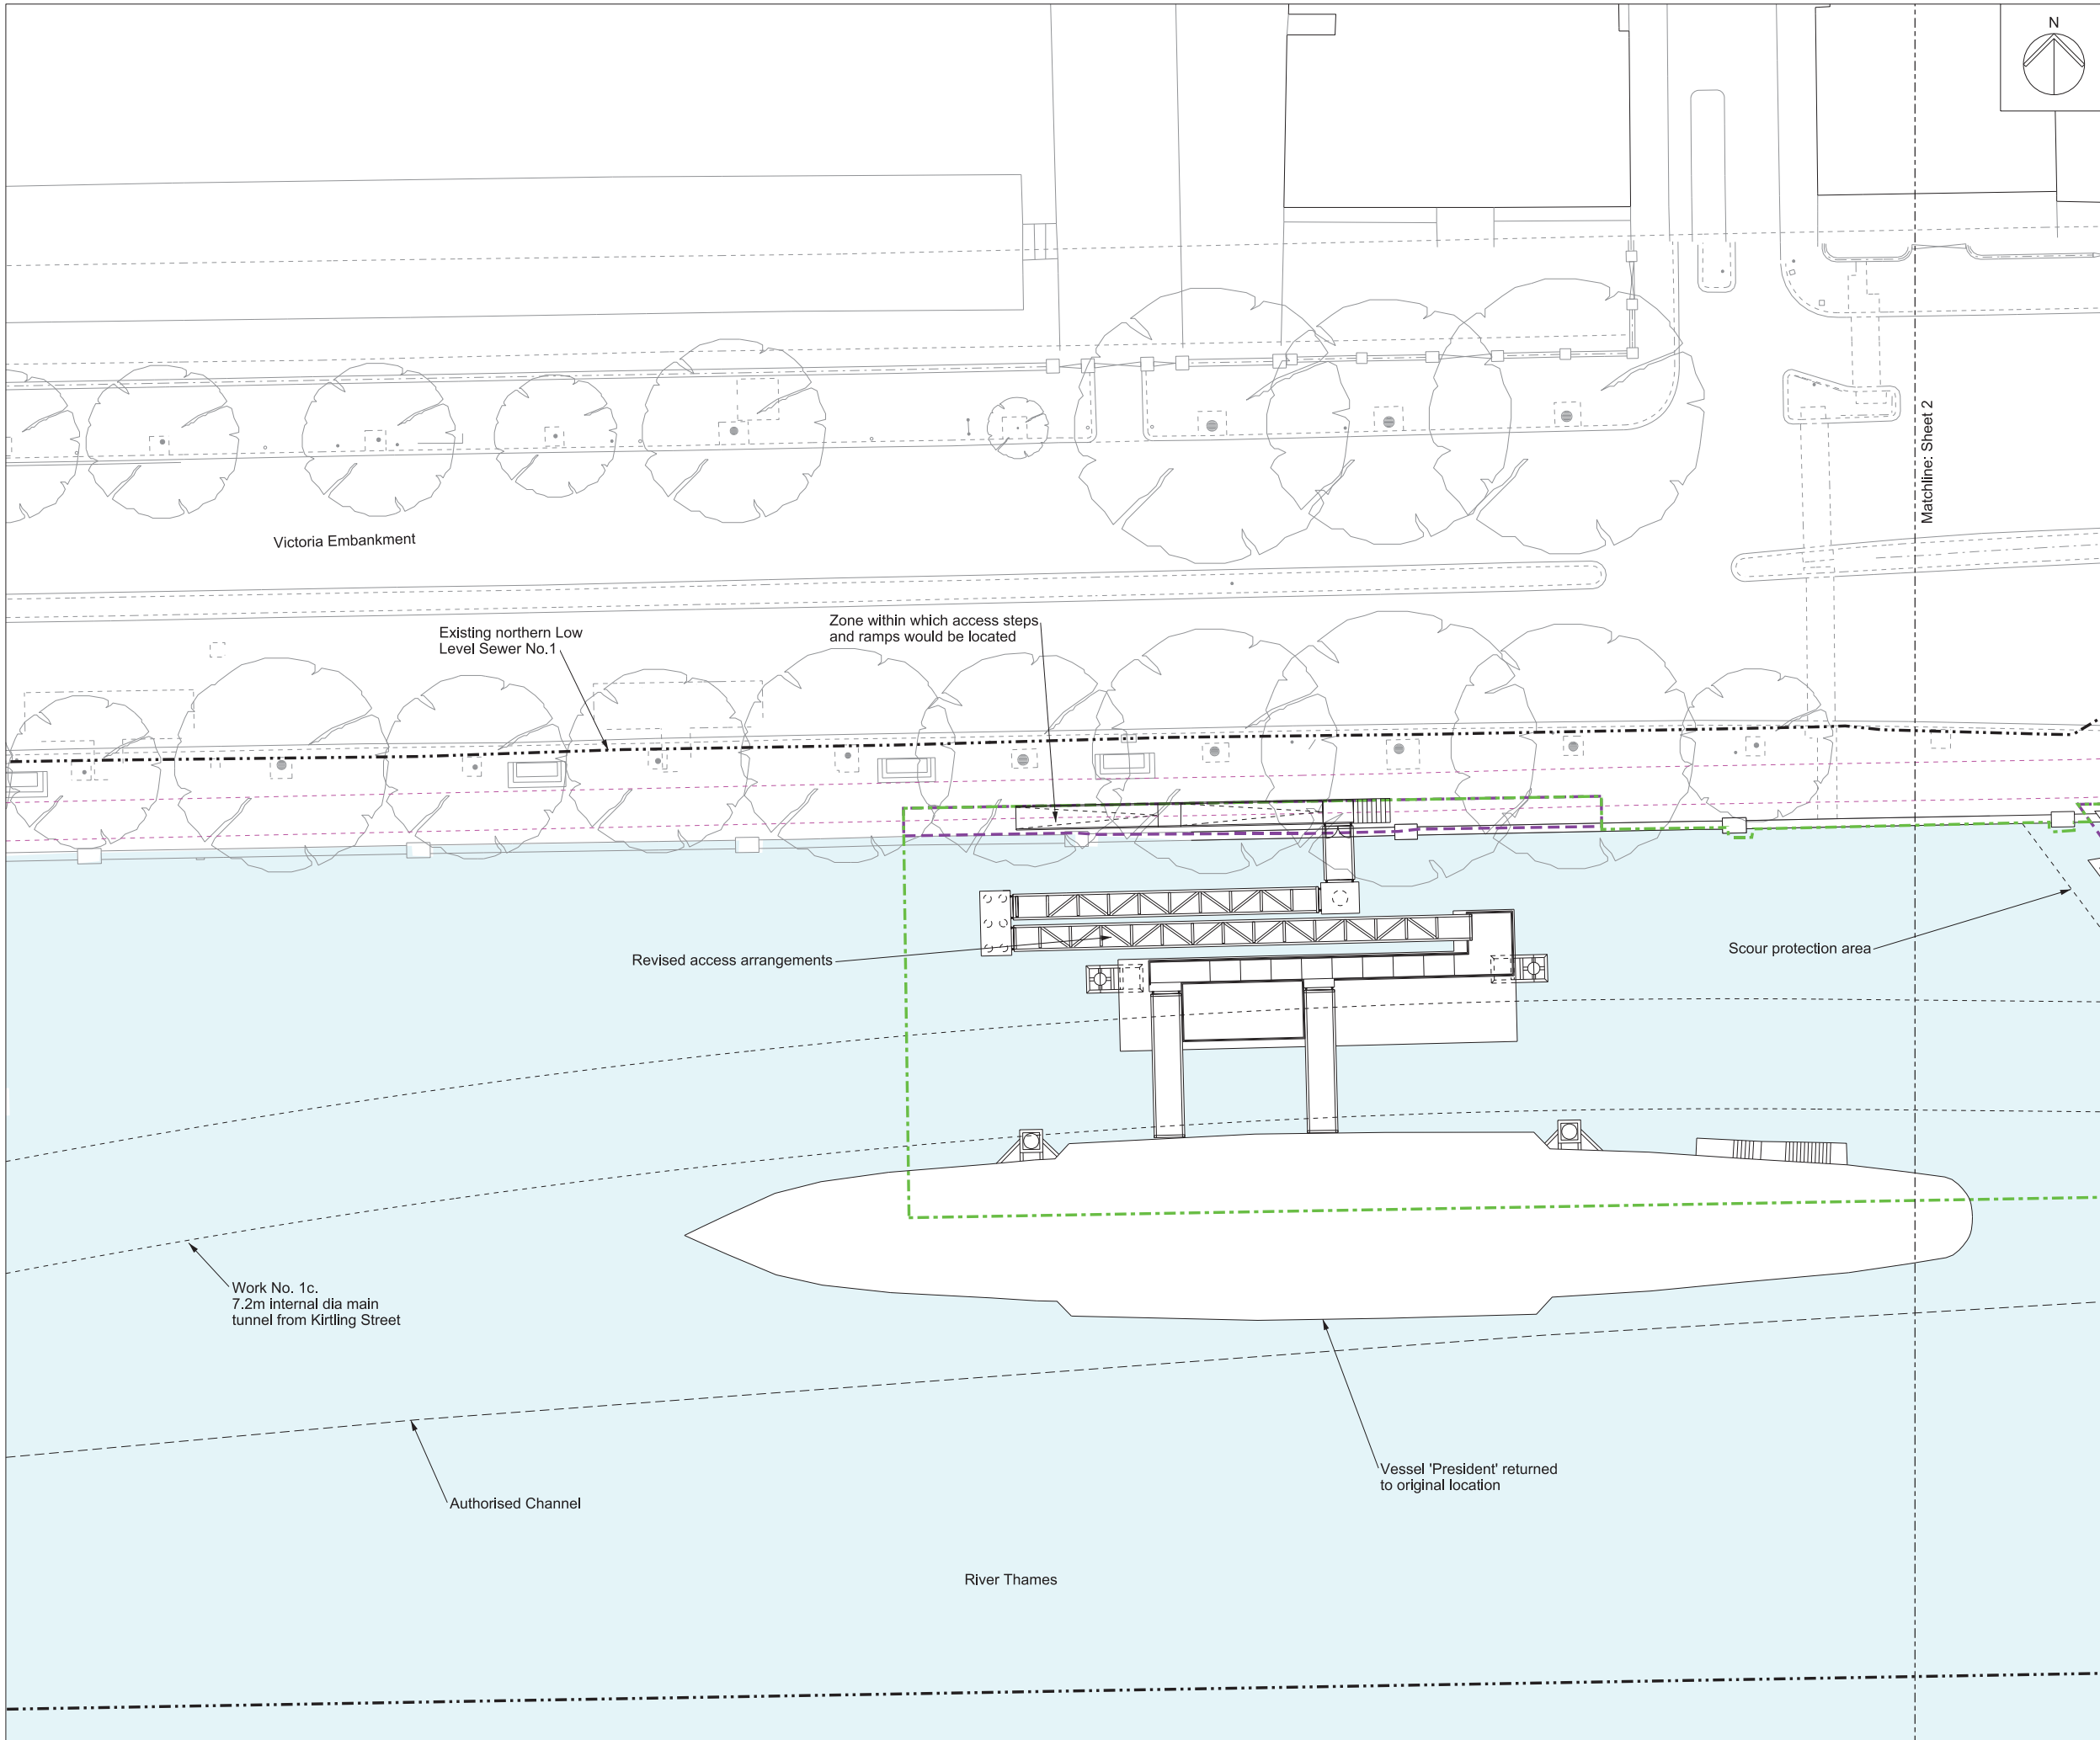 N
Matchline: Sheet 2
Victoria Embankment
Existing northern Low
Level Sewer No.1
Zone within which access steps
and ramps would be located
Revised access arrangements
Scour protection area
Work No. 1c.
7.2m internal dia main
tunnel from Kirtling Street
Authorised Channel
Vessel 'President' returned
to original location
River Thames